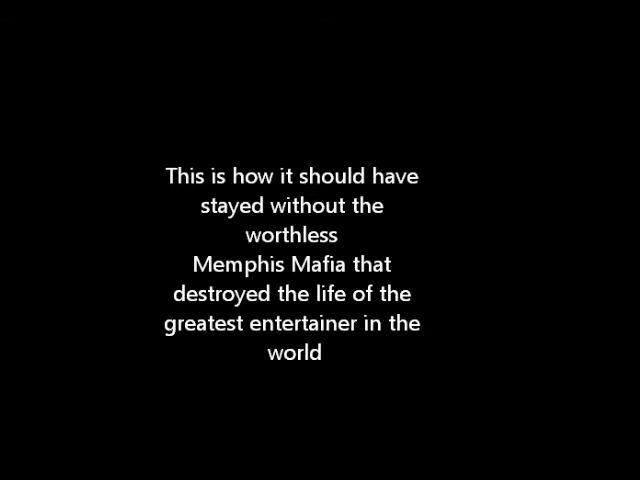 This is how it should have
stayed without the
worthless
Memphis Mafia that
destroyed the life of the
greatest entertainer in the
world